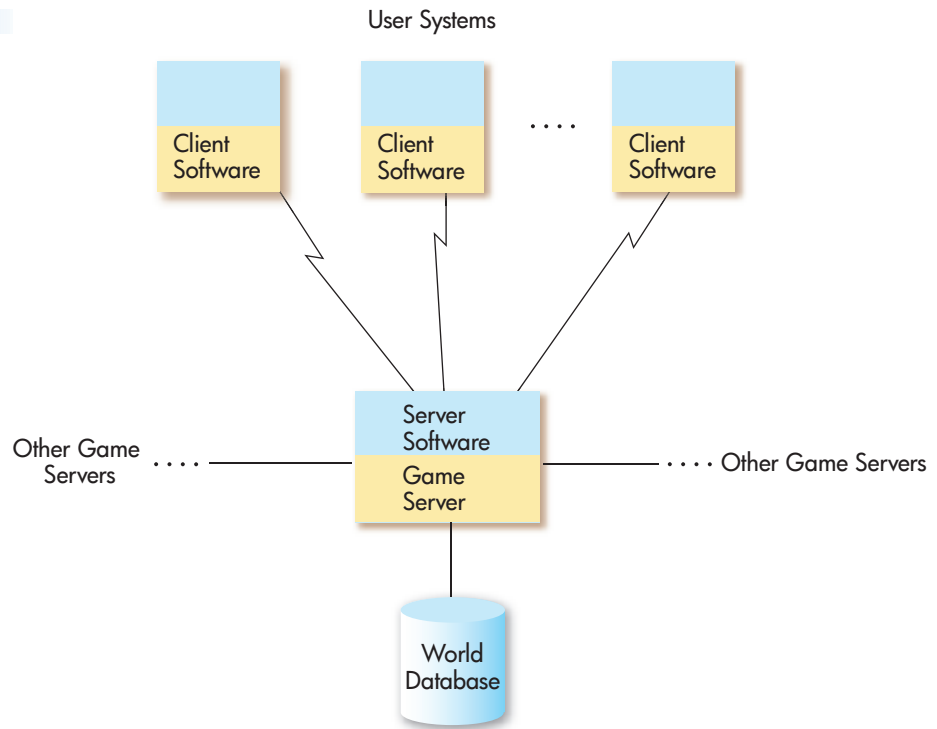 User Systems
Client
Software
Client
Software
. . . .
Client
Software
Server
Software
Other Game
Servers
. . . .
. . . . Other Game Servers
Game
Server
World
Database